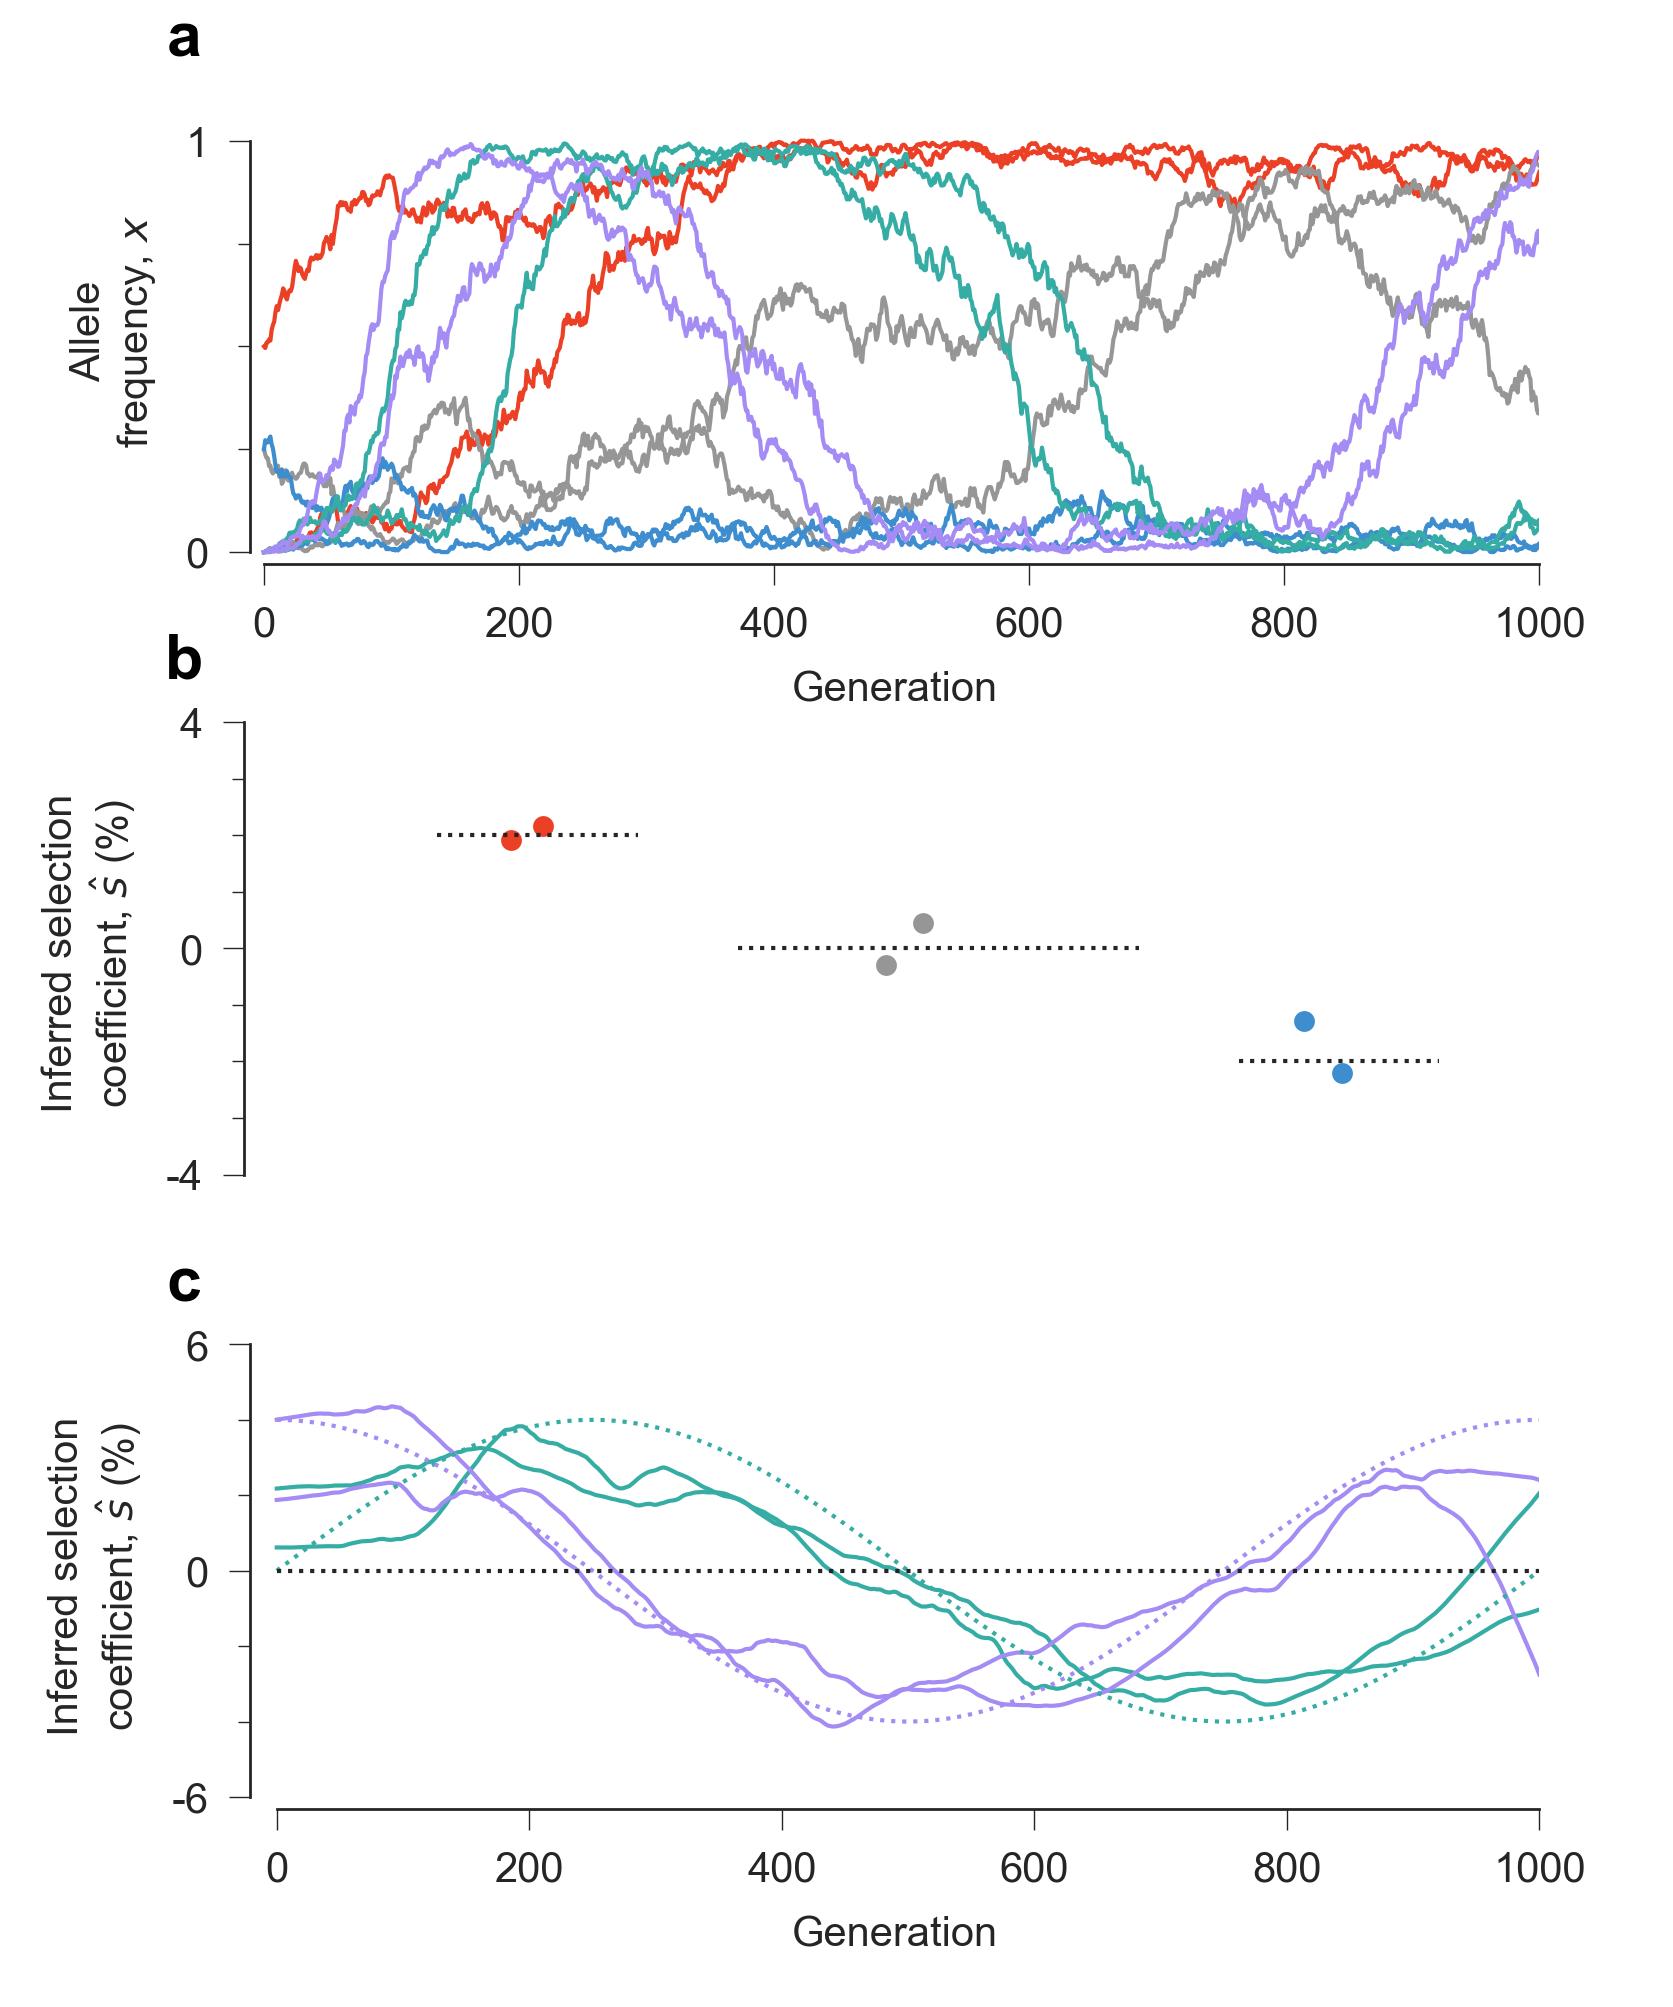 a
Allele
frequency, x
1
0
0 200 400 600 800 1000
Generation
b
Inferred selection
coefficient, ŝ (%)
4
0
-4
c
Inferred selection
coefficient, ŝ (%)
6
0
-6
0 200 400 600 800 1000
Generation